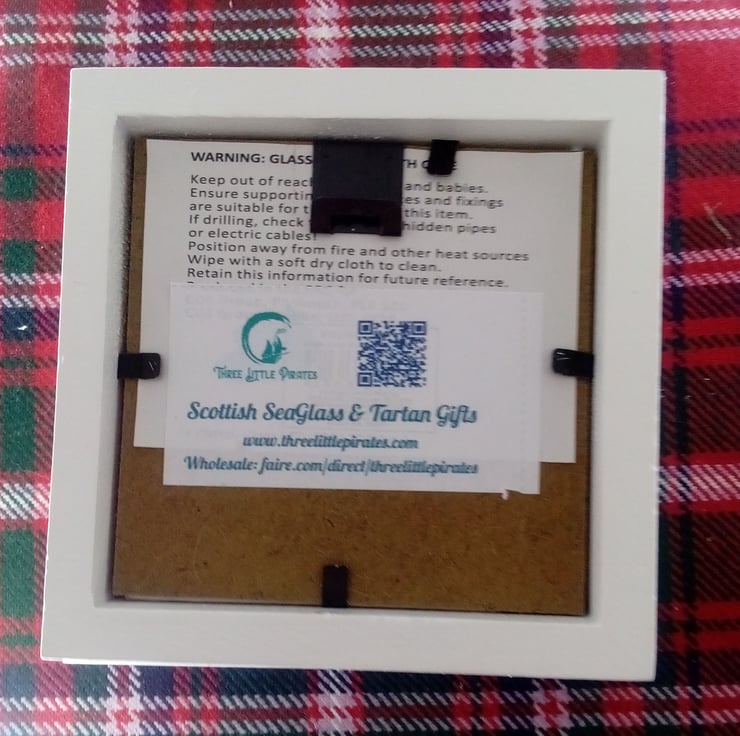 WARNING: GLASS
Keep out of reach and babies.
Ensure supporting and fixings
are suitable for this item.
If drilling, check hidden pipes
or electric cables!
Position away from fire and other heat sources
Wipe with a soft dry cloth to clean.
Retain this information for future reference.
THREE LITTLE PIRATES
Scottish SeaGlass & Tartan Gifts
www.threelittlepirates.com
Wholesale: faire.com/direct/threelittlepirates